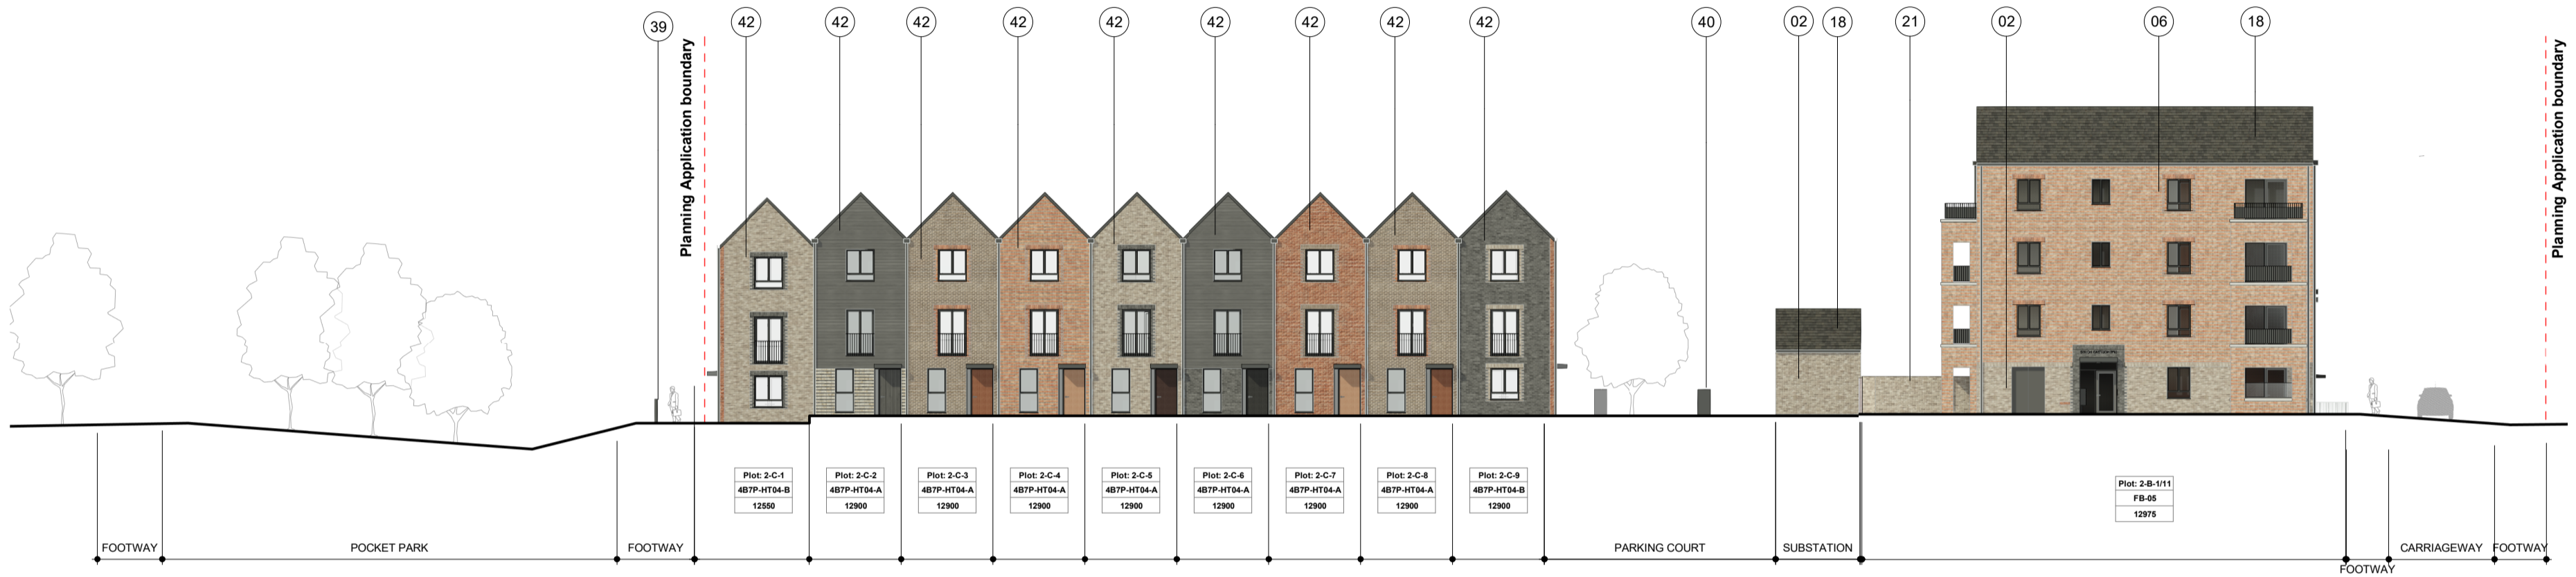 39
42
42
42
42
42
42
42
42
42
40
02
18
21
02
06
18
Planning Application boundary
Planning Application boundary
Plot: 2-C-1
4B7P-HT04-B
12550
Plot: 2-C-2
4B7P-HT04-A
12900
Plot: 2-C-3
4B7P-HT04-A
12900
Plot: 2-C-4
4B7P-HT04-A
12900
Plot: 2-C-5
4B7P-HT04-A
12900
Plot: 2-C-6
4B7P-HT04-A
12900
Plot: 2-C-7
4B7P-HT04-A
12900
Plot: 2-C-8
4B7P-HT04-A
12900
Plot: 2-C-9
4B7P-HT04-B
12900
Plot: 2-B-1/11
FB-05
12975
FOOTWAY
POCKET PARK
FOOTWAY
PARKING COURT
SUBSTATION
FOOTWAY
CARRIAGEWAY
FOOTWAY